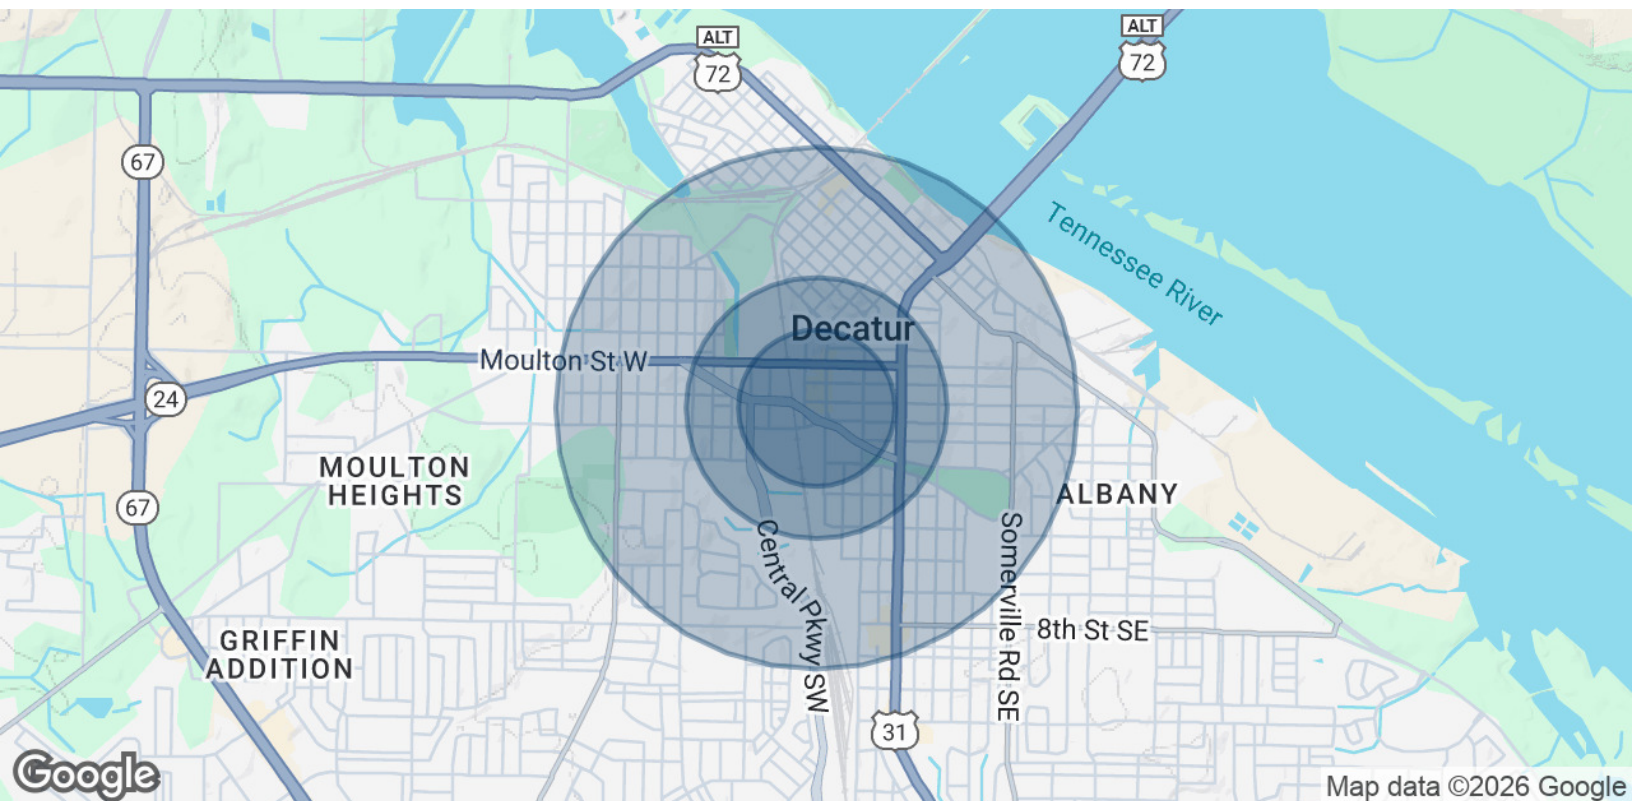 ALT
72
ALT
72
67
Tennessee River
Decatur
Moulton St W
24
MOULTON
HEIGHTS
ALBANY
67
Central Pkwy SW
Somerville Rd SE
8th St SE
GRIFFIN
ADDITION
31
Google
Map data ©2026 Google